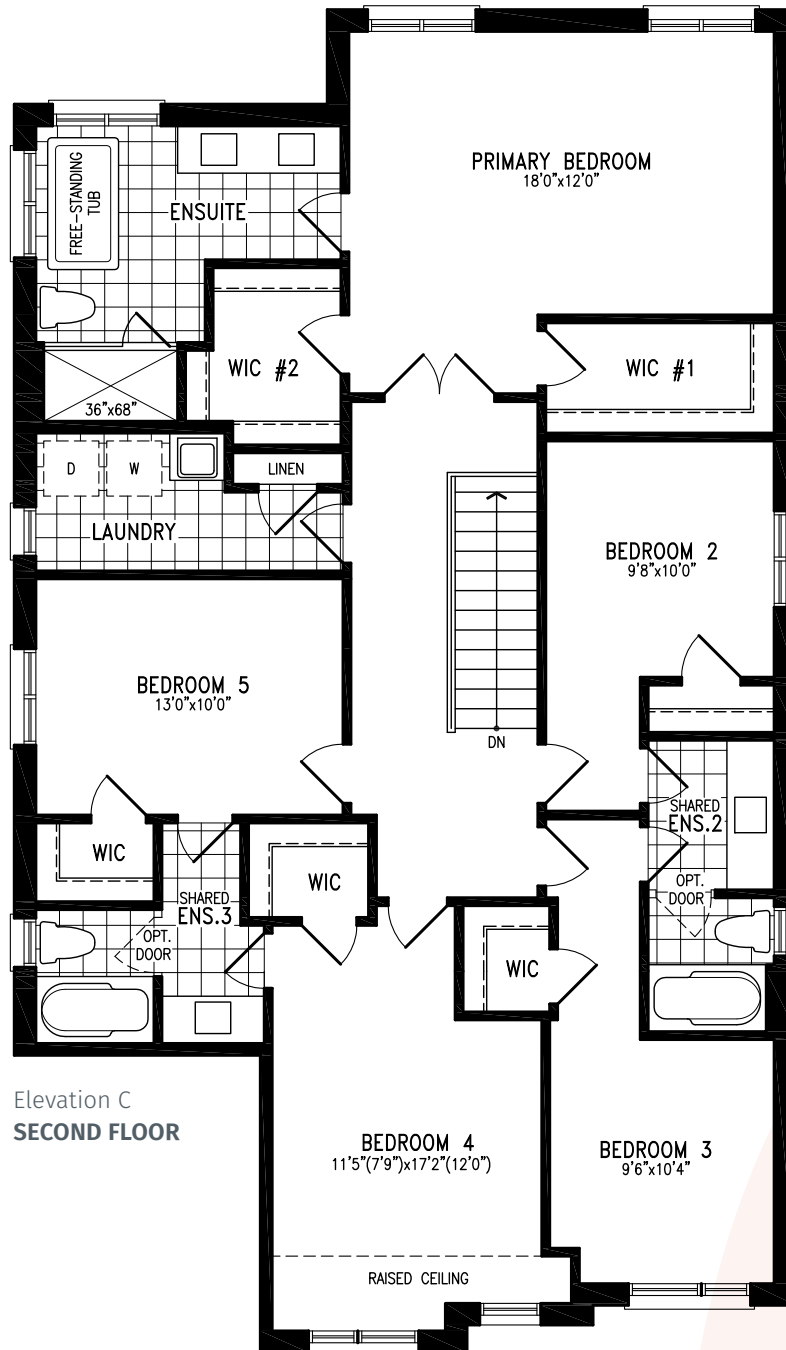 PRIMARY BEDROOM
18'0"x12'0"
FREE-STANDING
TUB
ENSUITE
WIC #2
WIC #1
36"x68"
D
W
LINEN
LAUNDRY
BEDROOM 2
9'8"x10'0"
BEDROOM 5
13'0"x10'0"
DN
SHARED
ENS.2
OPT.
DOOR
WIC
WIC
SHARED
ENS.3
OPT.
DOOR
WIC
Elevation C
SECOND FLOOR
BEDROOM 4
11'5"(7'9")x17'2"(12'0")
BEDROOM 3
9'6"x10'4"
RAISED CEILING